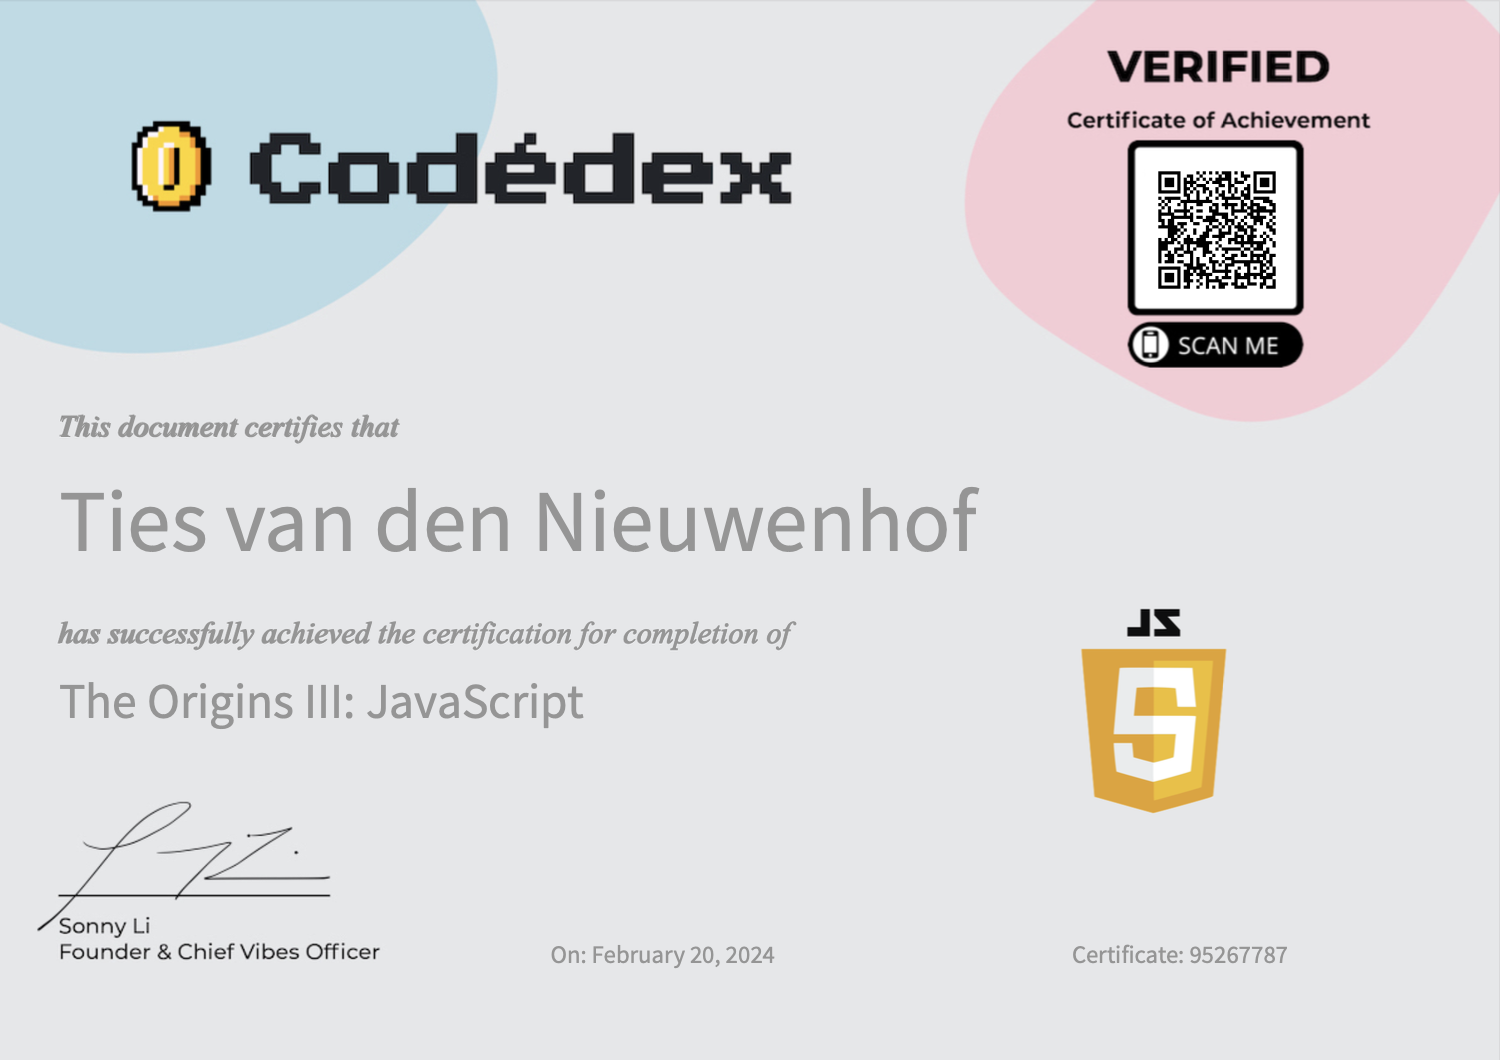 Codédex
VERIFIED
Certificate of Achievement
SCAN ME
This document certifies that
Ties van den Nieuwenhof
has successfully achieved the certification for completion of
The Origins III: JavaScript
JS
5
Sonny Li
Founder & Chief Vibes Officer
On: February 20, 2024
Certificate: 95267787